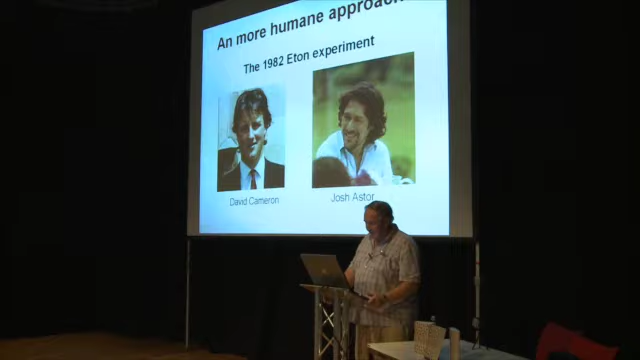 An more humane approach
The 1982 Eton experiment
David Cameron
Josh Astor